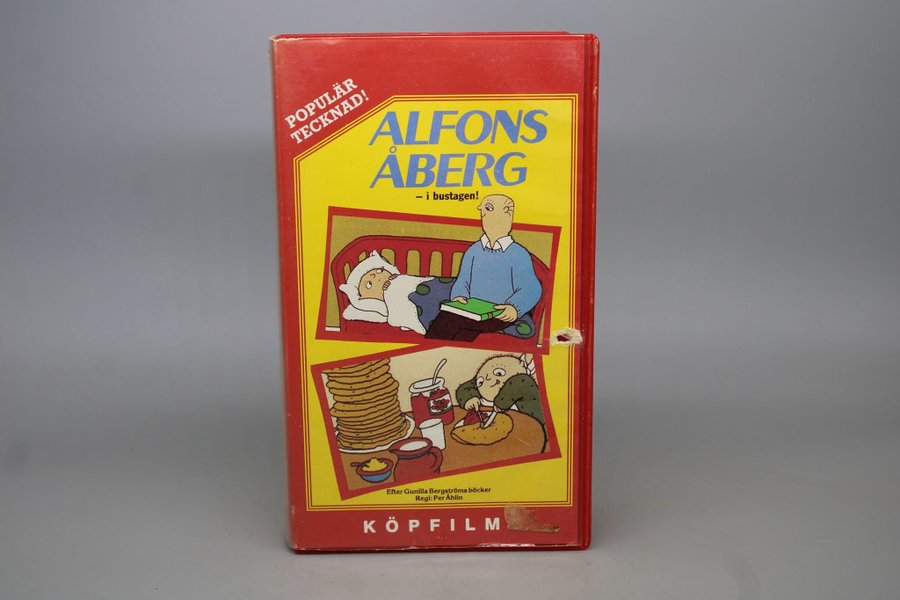 POPULÄR
TECKNAD!
ALFONS
ÅBERG
– i bustagen!
Efter Gunilla Bergströms böcker
Regi: Per Åhlin
KÖPFILM